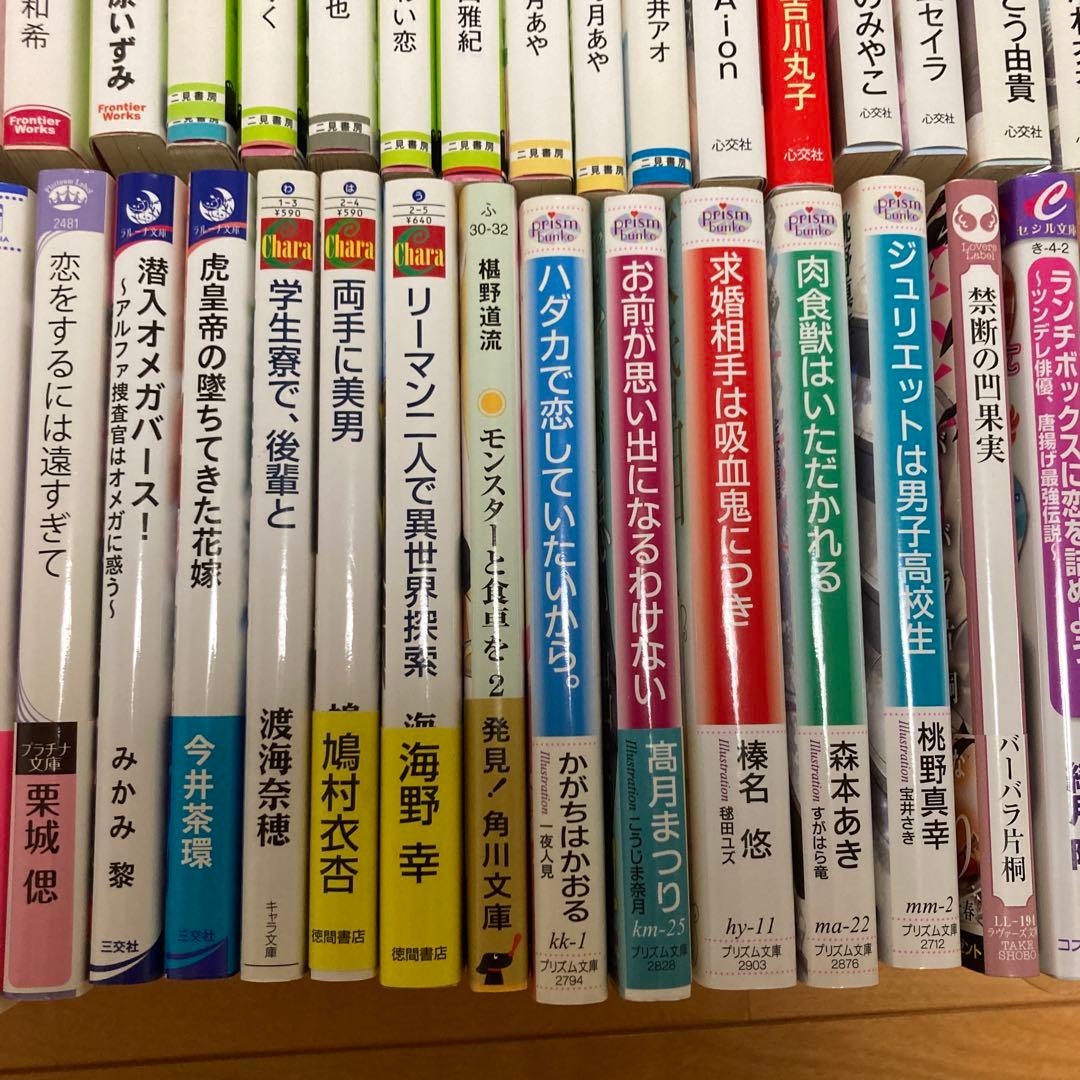 和希
Frontier
Works
いずみ
Frontier
Works
二見書房
く
二見書房
也
二見書房
い恋
二見書房
雅紀
二見書房
月あや
二見書房
月あや
二見書房
井アオ
二見書房
Aion
心交社
吉川丸子
心交社
のみやこ
心交社
セイラ
心交社
とう由貴
心交社
Platinum Label
2481
恋をするには遠すぎて
プラチナ
文庫
栗城 偲
ラルーナ文庫
潜入オメガバース!
~アルファ捜査官はオメガに惑う~
みかみ 黎
三交社
ラルーナ文庫
虎皇帝の墜ちてきた花嫁
今井茶環
三交社
わ
1-3
¥590
Chara
学生寮で、後輩と
渡海奈穂
キャラ文庫
は
2-4
¥590
Chara
両手に美男
鳩村衣杏
徳間書店
う
2-5
¥640
Chara
リーマン二人で異世界探索
海野 幸
徳間書店
ふ
30-32
椹野道流
モンスターと食卓を 2
発見!角川文庫
prism
bunko
ハダカで恋していたいから。
かがちはかおる
Illustration 一夜人見
kk-1
プリズム文庫
2794
prism
bunko
お前が思い出になるわけない
髙月まつり
Illustration こうじま奈月
km-25
プリズム文庫
2828
prism
bunko
求婚相手は吸血鬼につき
榛名 悠
Illustration 毬田ユズ
hy-11
プリズム文庫
2903
prism
bunko
肉食獣はいただかれる
森本あき
Illustration すがはら竜
ma-22
プリズム文庫
2876
prism
bunko
ジュリエットは男子高校生
桃野真幸
Illustration 宝井さき
mm-2
プリズム文庫
2712
Lovers
Label
禁断の凹果実
バーバラ片桐
LL-191
ラヴァーズ文庫
TAKE
SHOBO
セシル文庫
き-4-2
ランチボックスに恋を詰め
~ツンデレ俳優、唐揚げ最強伝説~